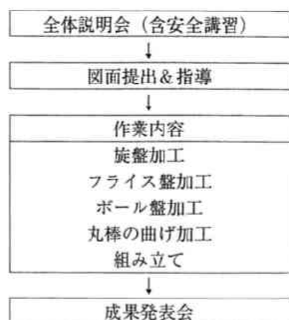 全体説明会（含安全講習）
↓
図面提出＆指導
↓
作業内容
旋盤加工
フライス盤加工
ボール盤加工
丸棒の曲げ加工
組み立て
↓
成果発表会